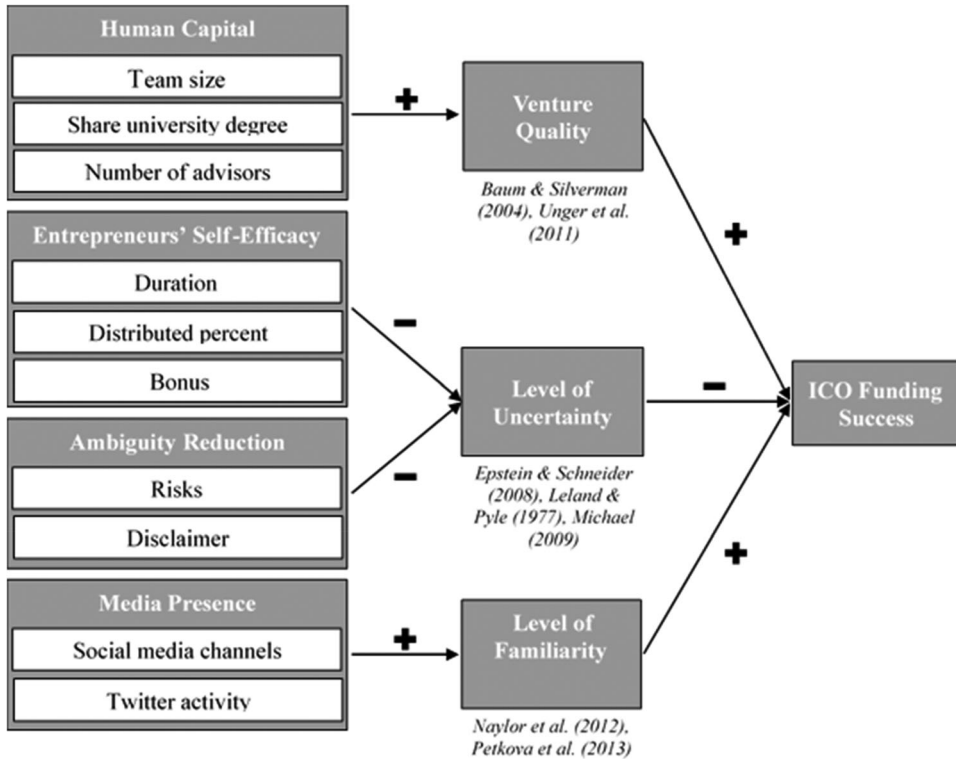 Human Capital
Team size
Share university degree
Number of advisors
+
Venture
Quality
Baum & Silverman
(2004), Unger et al.
(2011)
+
Entrepreneurs' Self-Efficacy
Duration
Distributed percent
Bonus
−
Ambiguity Reduction
Risks
Disclaimer
−
Level of
Uncertainty
Epstein & Schneider
(2008), Leland &
Pyle (1977), Michael
(2009)
−
ICO Funding
Success
Media Presence
Social media channels
Twitter activity
+
Level of
Familiarity
Naylor et al. (2012),
Petkova et al. (2013)
+